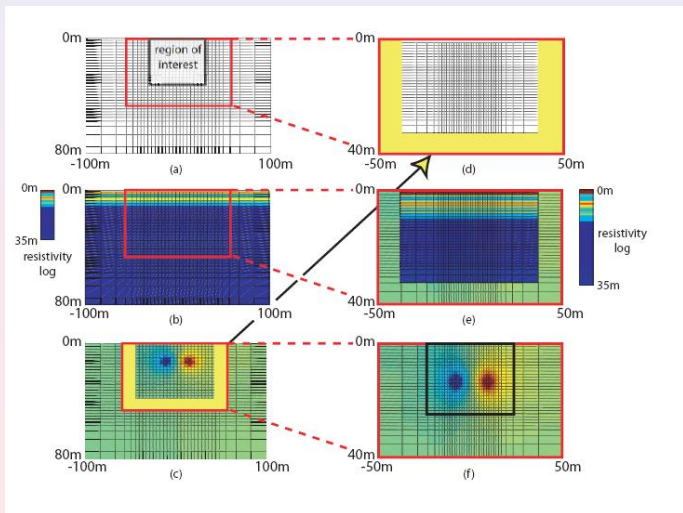 0m
region of
interest
80m
-100m
100m
(a)
0m
40m
-50m
50m
(d)
0m
35m
resistivity
log
0m
80m
-100m
100m
(b)
0m
40m
-50m
50m
(e)
0m
resistivity
log
35m
0m
80m
-100m
100m
(c)
0m
40m
-50m
50m
(f)